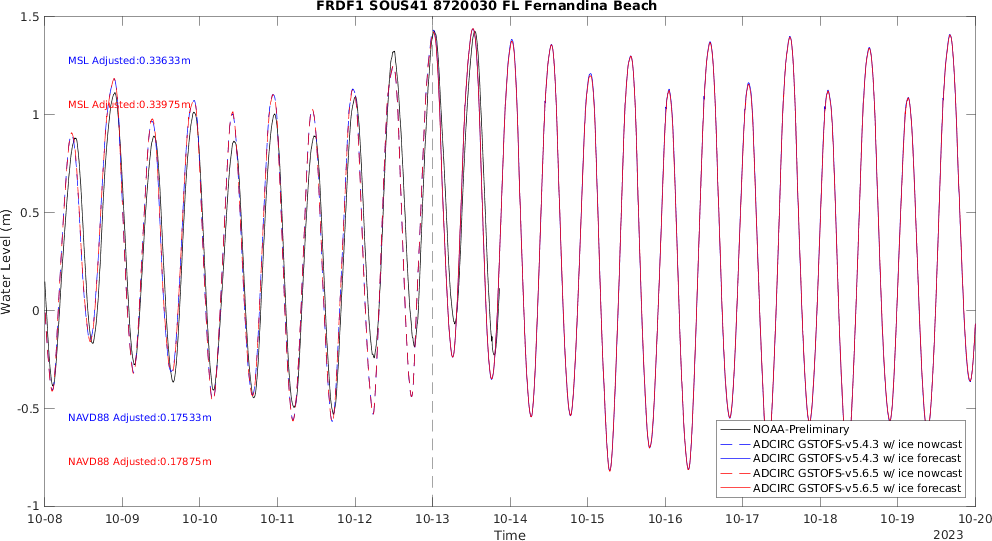 FRDF1 SOUS41 8720030 FL Fernandina Beach
1.5
1
0.5
0
-0.5
-1
Water Level (m)
MSL Adjusted:0.33633m
MSL Adjusted:0.33975m
NAVD88 Adjusted:0.17533m
NAVD88 Adjusted:0.17875m
NOAA-Preliminary
ADCIRC GSTOFS-v5.4.3 w/ ice nowcast
ADCIRC GSTOFS-v5.4.3 w/ ice forecast
ADCIRC GSTOFS-v5.6.5 w/ ice nowcast
ADCIRC GSTOFS-v5.6.5 w/ ice forecast
10-08 10-09 10-10 10-11 10-12 10-13 10-14 10-15 10-16 10-17 10-18 10-19 10-20
Time
2023